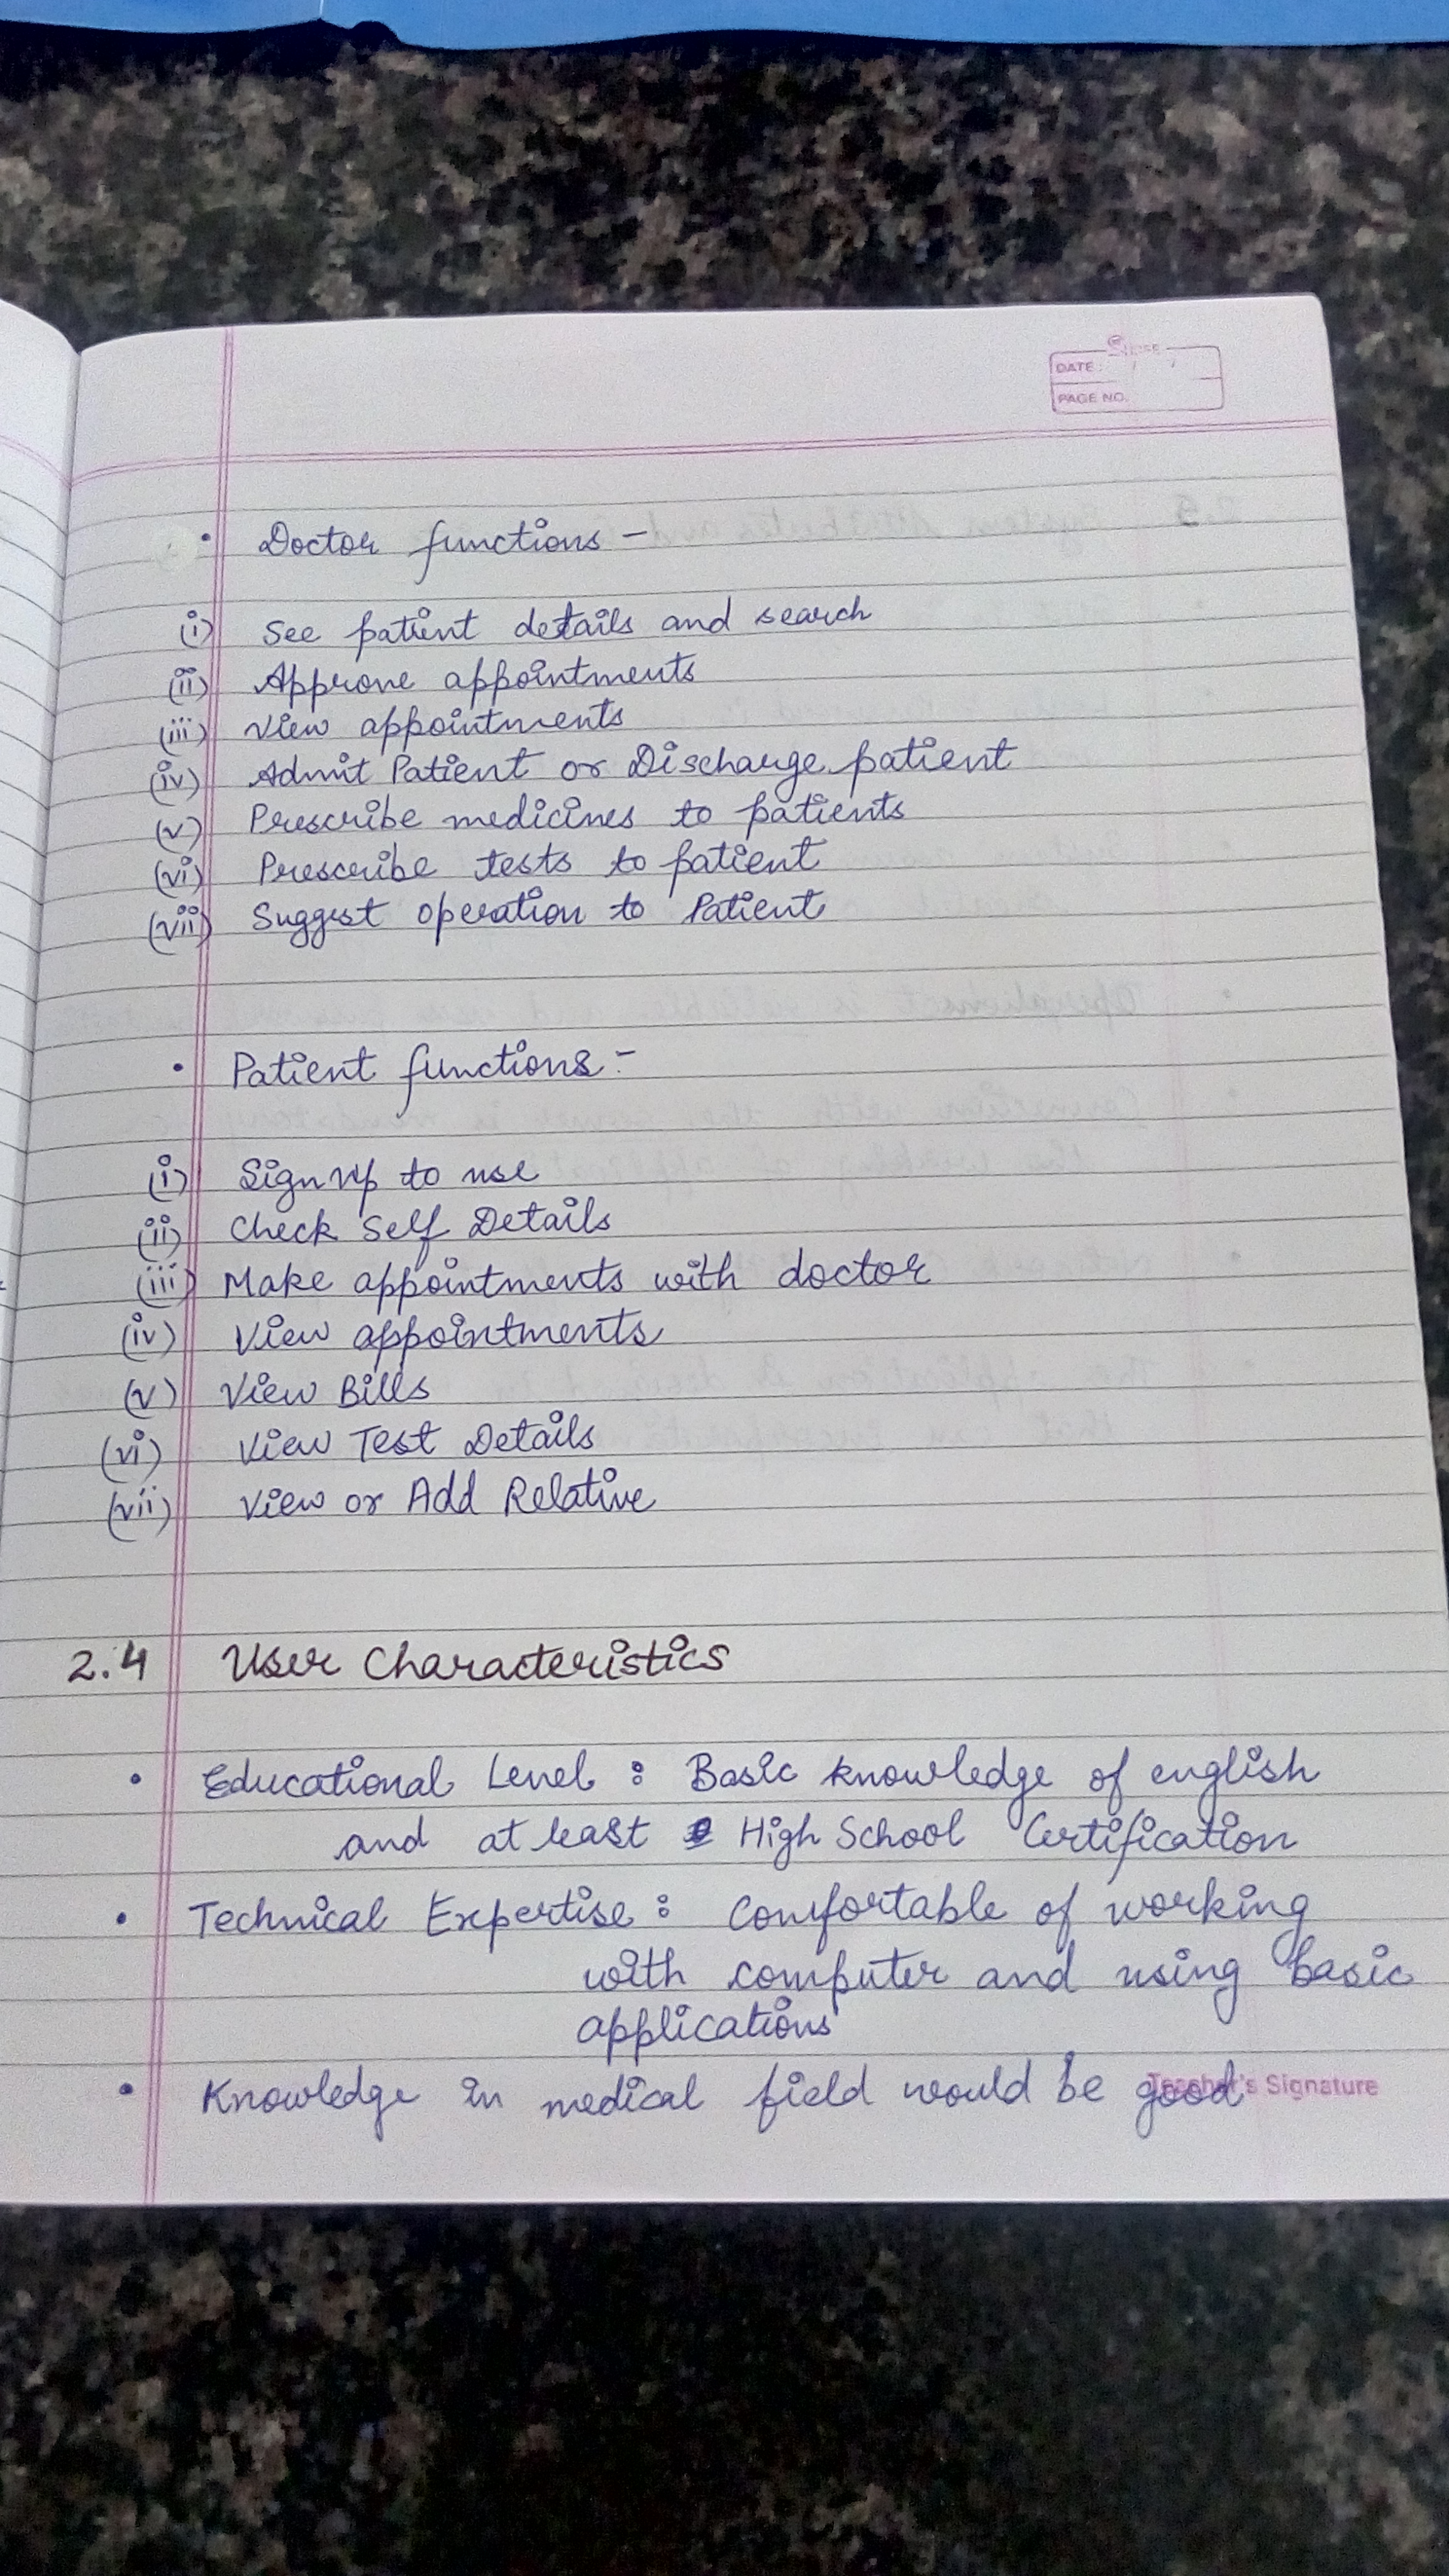 DATE:
PAGE NO.
• Doctor functions -
(i) See patient details and search
(ii) Approve appointments
(iii) View appointments
(iv) Admit Patient or Discharge patient
(v) Prescribe medicines to patients
(vi) Prescribe tests to patient
(vii) Suggest operation to Patient
• Patient functions:-
(i) Sign up to use
(ii) Check Self Details
(iii) Make appointments with doctor
(iv) View appointments
(v) View Bills
(vi) View Test Details
(vii) View or Add Relative
2.4 User Characteristics
• Educational Level : Basic knowledge of english
and at least High School Certification
• Technical Expertise : Comfortable of working
with computer and using basic
applications
• Knowledge in medical field would be good
Teacher's Signature